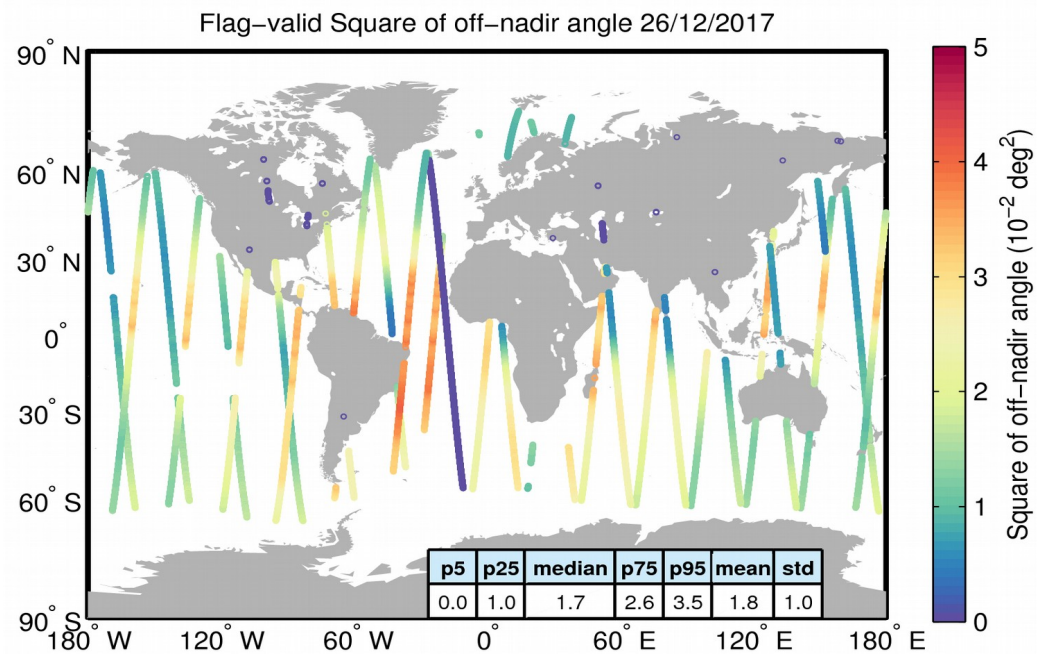 Flag−valid Square of off−nadir angle 26/12/2017
90° N
60° N
30° N
0°
30° S
60° S
90° S
180° W
120° W
60° W
0°
60° E
120° E
180° E
p5 p25 median p75 p95 mean std
0.0 1.0 1.7 2.6 3.5 1.8 1.0
5
4
3
2
1
0
Square of off−nadir angle (10⁻² deg²)